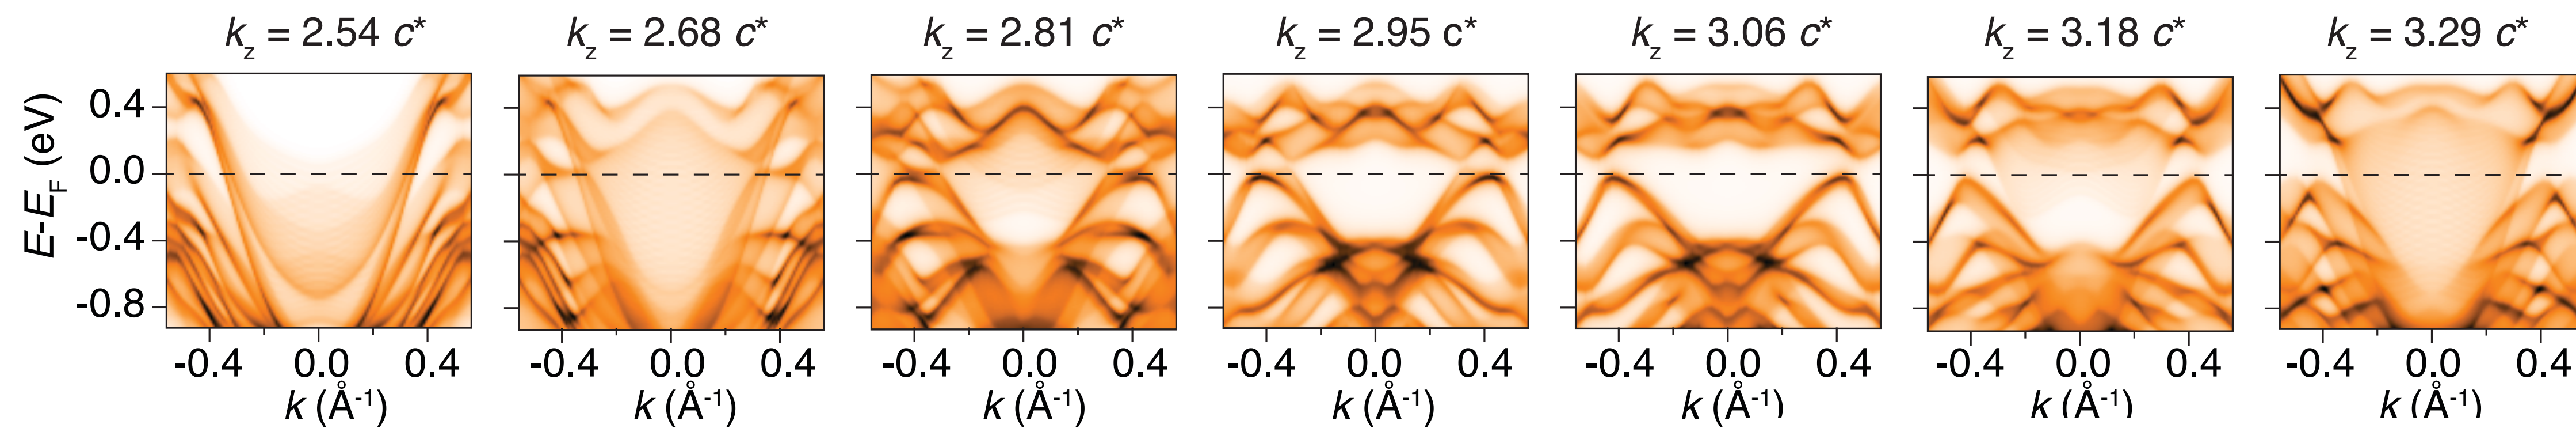 k_z = 2.54 c* k_z = 2.68 c* k_z = 2.81 c* k_z = 2.95 c* k_z = 3.06 c* k_z = 3.18 c* k_z = 3.29 c*
E-E_F (eV)
0.4
0.0
-0.4
-0.8
-0.4 0.0 0.4 -0.4 0.0 0.4 -0.4 0.0 0.4 -0.4 0.0 0.4 -0.4 0.0 0.4 -0.4 0.0 0.4 -0.4 0.0 0.4
k (Å⁻¹) k (Å⁻¹) k (Å⁻¹) k (Å⁻¹) k (Å⁻¹) k (Å⁻¹) k (Å⁻¹)